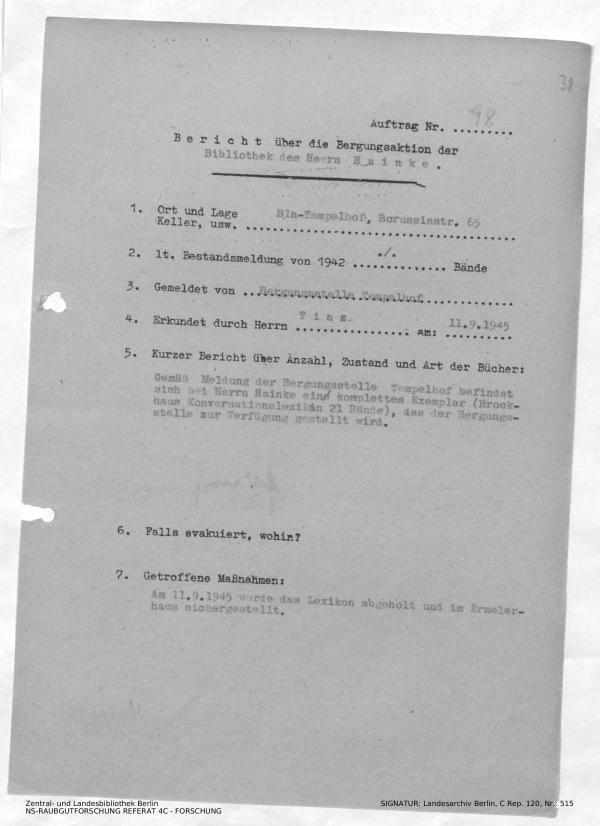 38
Auftrag Nr. 48.........
B e r i c h t über die Bergungsaktion der
Bibliothek des Herrn H a i n k e .
1. Ort und Lage Bln-Tempelhof, Borussiastr. 65
Keller, usw. ......................................
2. lt. Bestandsmeldung von 1942 ...../........ Bände
3. Gemeldet von ..Bergungsstelle Tempelhof............
4. Erkundet durch Herrn T i n z ............... am: 11.9.1945
5. Kurzer Bericht über Anzahl, Zustand und Art der Bücher:
Gemäß Meldung der Bergungsstelle Tempelhof befindet
sich bei Herrn Hainke ein komplettes Exemplar (Brock-
haus Konversationslexikon 21 Bände), das der Bergungs-
stelle zur Verfügung gestellt wird.
6. Falls evakuiert, wohin?
7. Getroffene Maßnahmen:
Am 11.9.1945 wurde das Lexikon abgeholt und im Ermeler-
haus sichergestellt.
Zentral- und Landesbibliothek Berlin
NS-RAUBGUTFORSCHUNG REFERAT 4C - FORSCHUNG
SIGNATUR: Landesarchiv Berlin, C Rep. 120, Nr.: 515